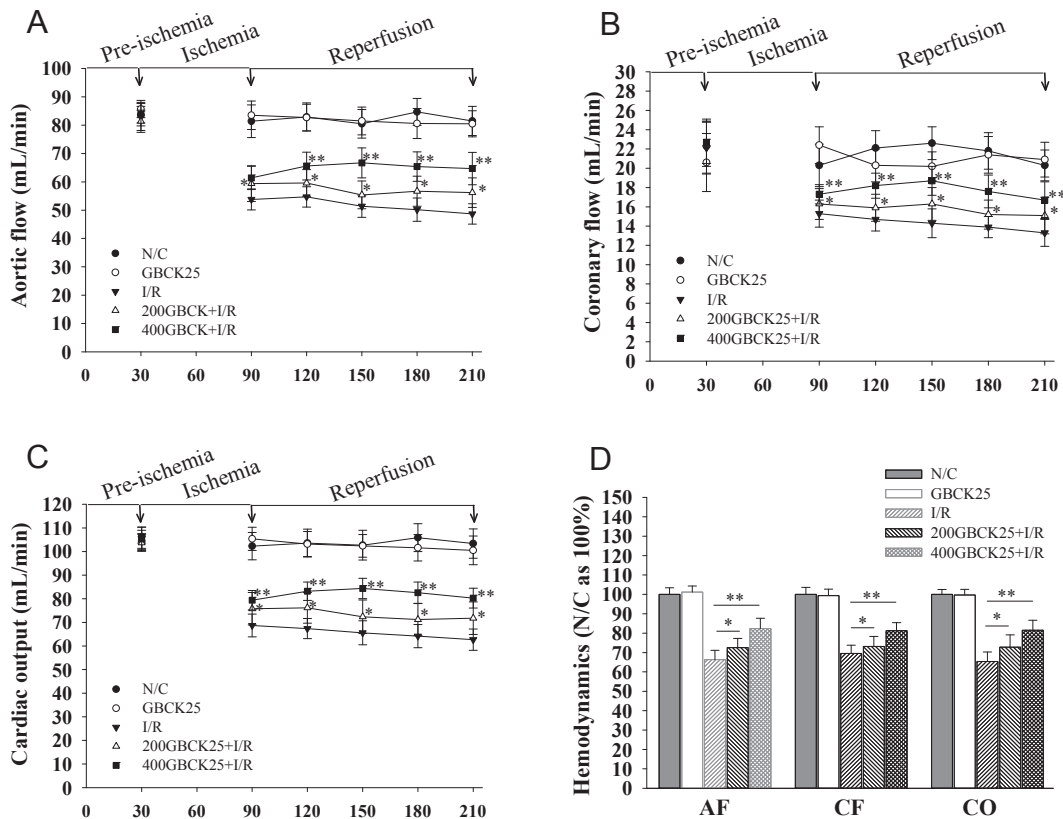 A
Pre-ischemia
Ischemia
Reperfusion
Aortic flow (mL/min)
100
90
80
70
60
50
40
30
20
10
0
**
**
**
**
*
*
*
*
*
N/C
GBCK25
I/R
200GBCK+I/R
400GBCK+I/R
0 30 60 90 120 150 180 210
B
Pre-ischemia
Ischemia
Reperfusion
Coronary flow (mL/min)
30
28
26
24
22
20
18
16
14
12
10
8
6
4
2
0
**
**
**
**
**
*
*
*
*
*
N/C
GBCK25
I/R
200GBCK25+I/R
400GBCK25+I/R
0 30 60 90 120 150 180 210
C
Pre-ischemia
Ischemia
Reperfusion
Cardiac output (mL/min)
120
110
100
90
80
70
60
50
40
30
20
10
0
**
**
**
**
**
*
*
*
*
*
N/C
GBCK25
I/R
200GBCK25+I/R
400GBCK25+I/R
0 30 60 90 120 150 180 210
D
N/C
GBCK25
I/R
200GBCK25+I/R
400GBCK25+I/R
Hemodynamics (N/C as 100%)
150
140
130
120
110
100
90
80
70
60
50
40
30
20
10
0
** ** **
* * *
AF CF CO